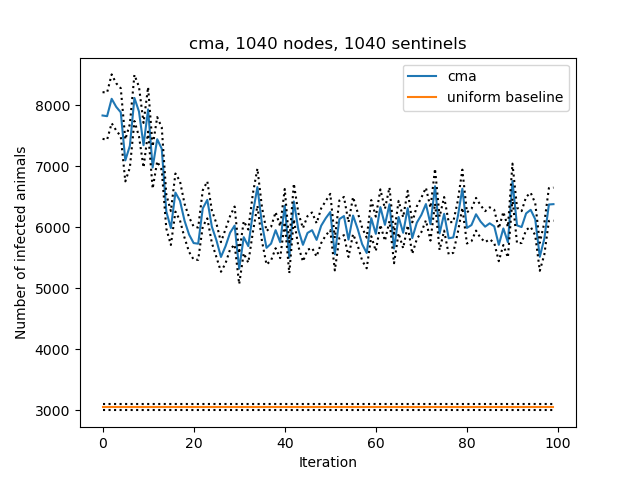 cma, 1040 nodes, 1040 sentinels
cma
uniform baseline
Number of infected animals
8000
7000
6000
5000
4000
3000
0 20 40 60 80 100
Iteration